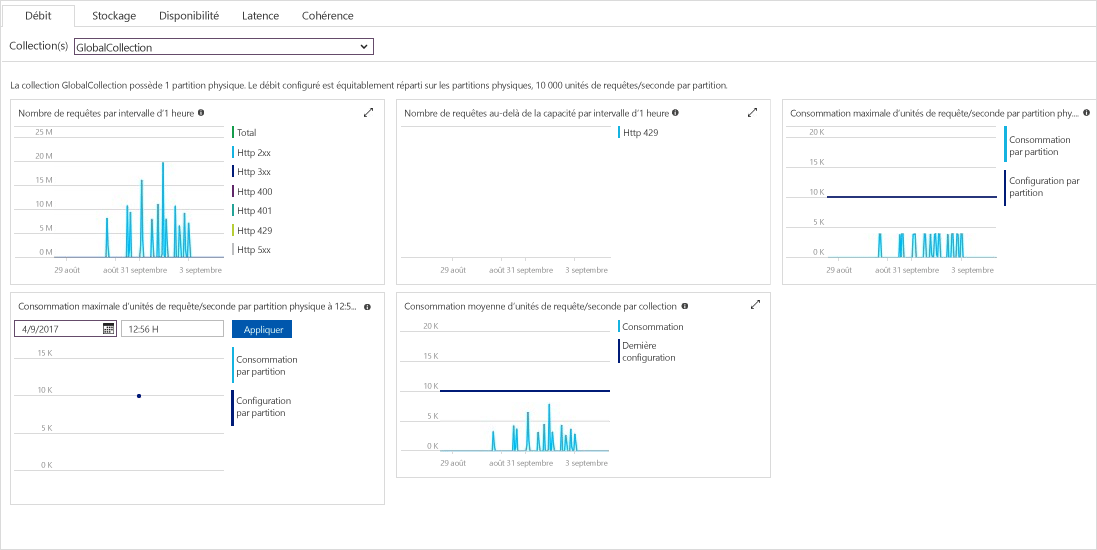 Débit Stockage Disponibilité Latence Cohérence
Collection(s) GlobalCollection
La collection GlobalCollection possède 1 partition physique. Le débit configuré est équitablement réparti sur les partitions physiques, 10 000 unités de requêtes/seconde par partition.
Nombre de requêtes par intervalle d'1 heure
25 M
20 M
15 M
10 M
5 M
0 M
29 août août 31 septembre 3 septembre
Total
Http 2xx
Http 3xx
Http 400
Http 401
Http 429
Http 5xx
Nombre de requêtes au-delà de la capacité par intervalle d'1 heure
Http 429
29 août août 31 septembre 3 septembre
Consommation maximale d'unités de requête/seconde par partition phy...
20 K
15 K
10 K
5 K
0 K
29 août août 31 septembre 3 septembre
Consommation
par partition
Configuration par
partition
Consommation maximale d'unités de requête/seconde par partition physique à 12:5...
4/9/2017 12:56 H Appliquer
15 K
10 K
5 K
0 K
Consommation
par partition
Configuration
par partition
Consommation moyenne d'unités de requête/seconde par collection
20 K
15 K
10 K
5 K
0 K
29 août août 31 septembre 3 septembre
Consommation
Dernière
configuration